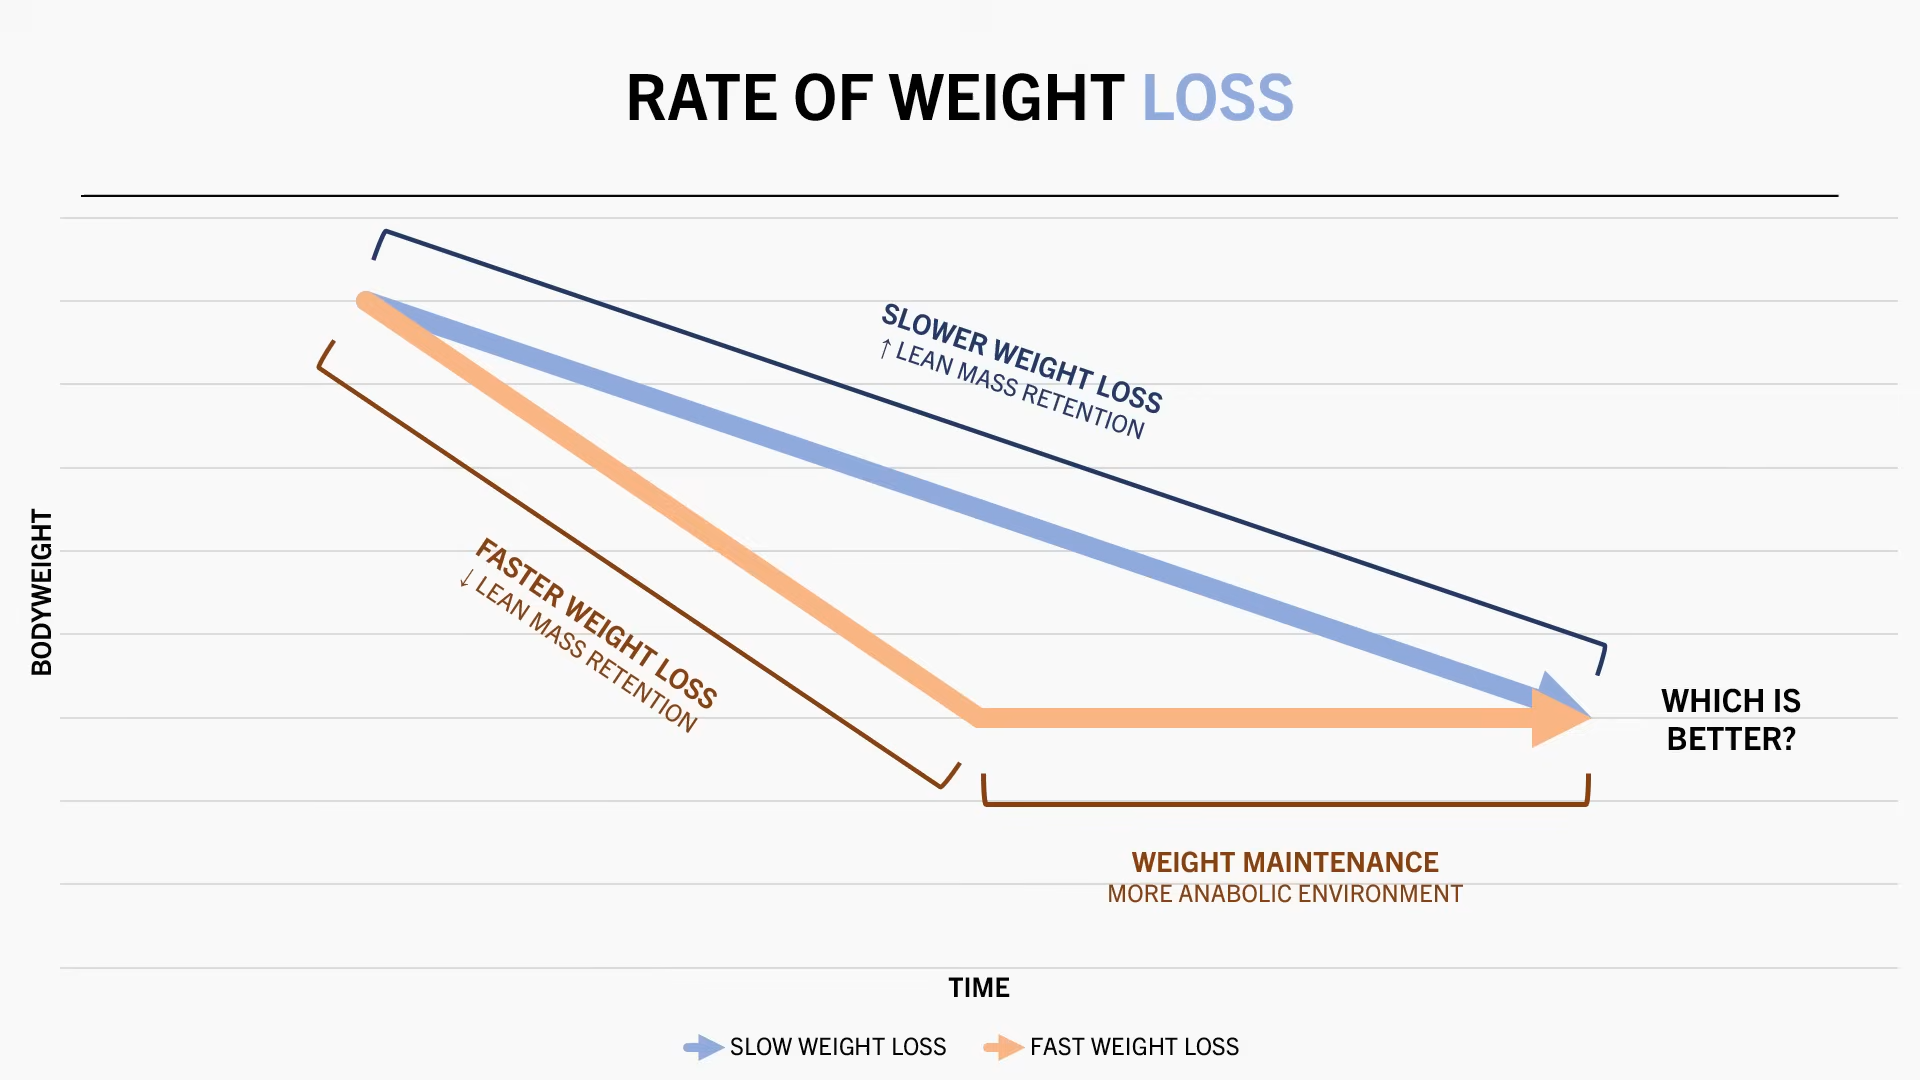 RATE OF WEIGHT LOSS
SLOWER WEIGHT LOSS
↑ LEAN MASS RETENTION
FASTER WEIGHT LOSS
↓ LEAN MASS RETENTION
BODYWEIGHT
WHICH IS
BETTER?
WEIGHT MAINTENANCE
MORE ANABOLIC ENVIRONMENT
TIME
SLOW WEIGHT LOSS
FAST WEIGHT LOSS